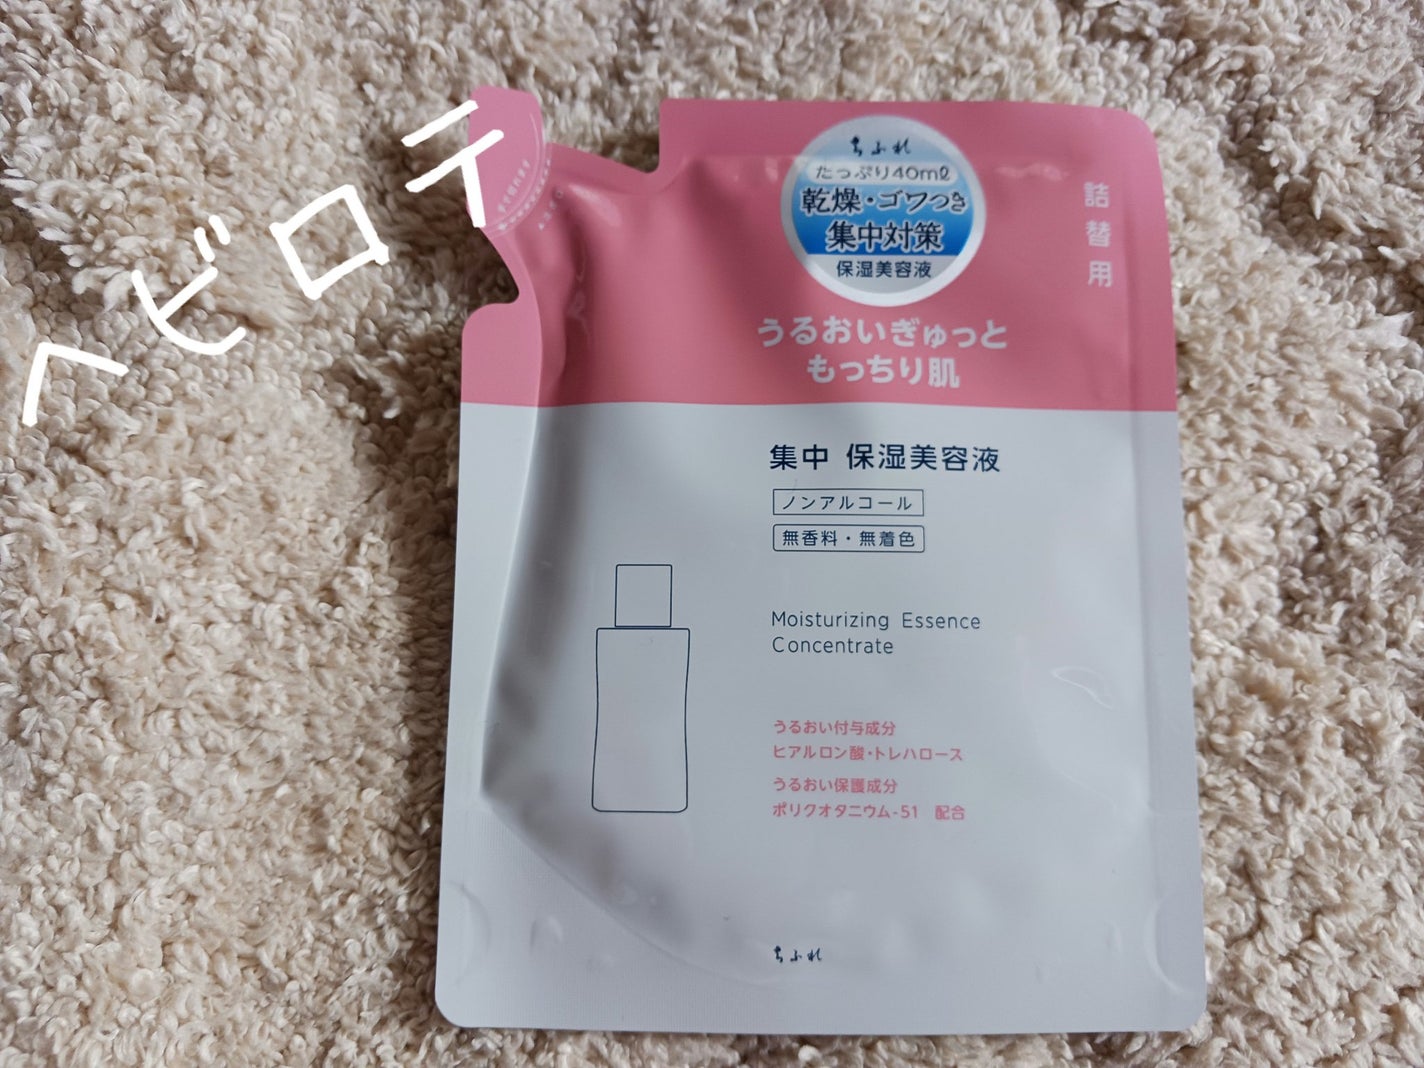 ヘビロテ
ちふれ
たっぷり40mℓ
乾燥・ゴワつき
集中対策
保湿美容液
詰替用
うるおいぎゅっと
もっちり肌
集中 保湿美容液
ノンアルコール
無香料・無着色
Moisturizing Essence
Concentrate
うるおい付与成分
ヒアルロン酸・トレハロース
うるおい保護成分
ポリクオタニウム-51 配合
ちふれ